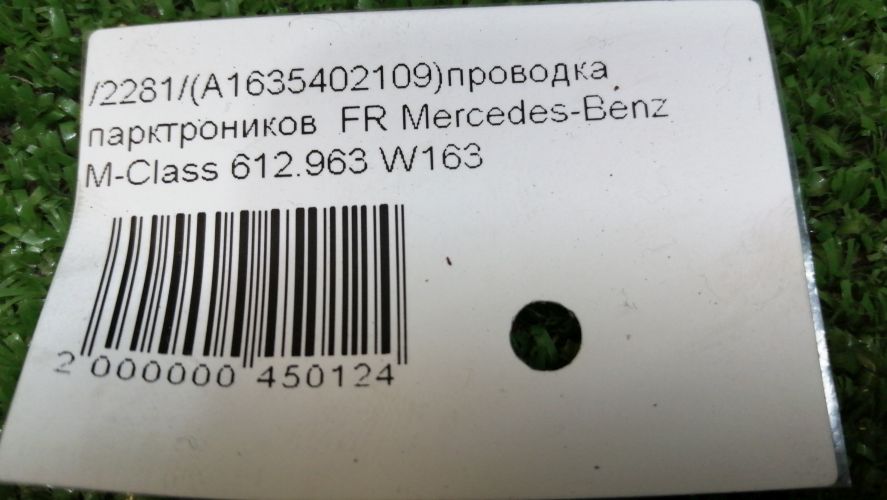 /2281/(A1635402109)проводка
парктроников FR Mercedes-Benz
M-Class 612.963 W163
2 000000 450124